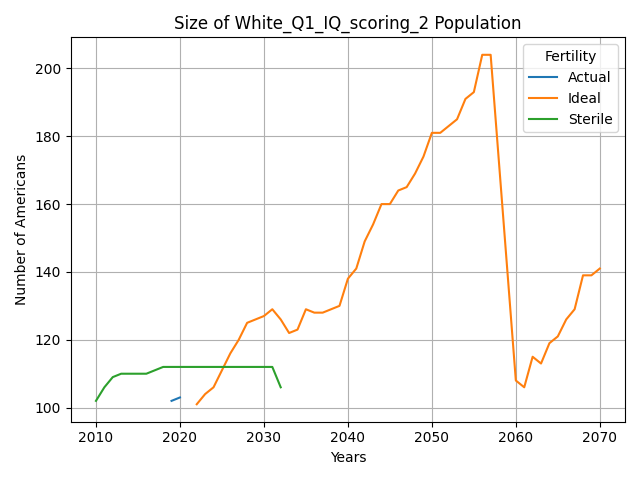 Size of White_Q1_IQ_scoring_2 Population
Fertility
Actual
Ideal
Sterile
Number of Americans
200
180
160
140
120
100
2010 2020 2030 2040 2050 2060 2070
Years